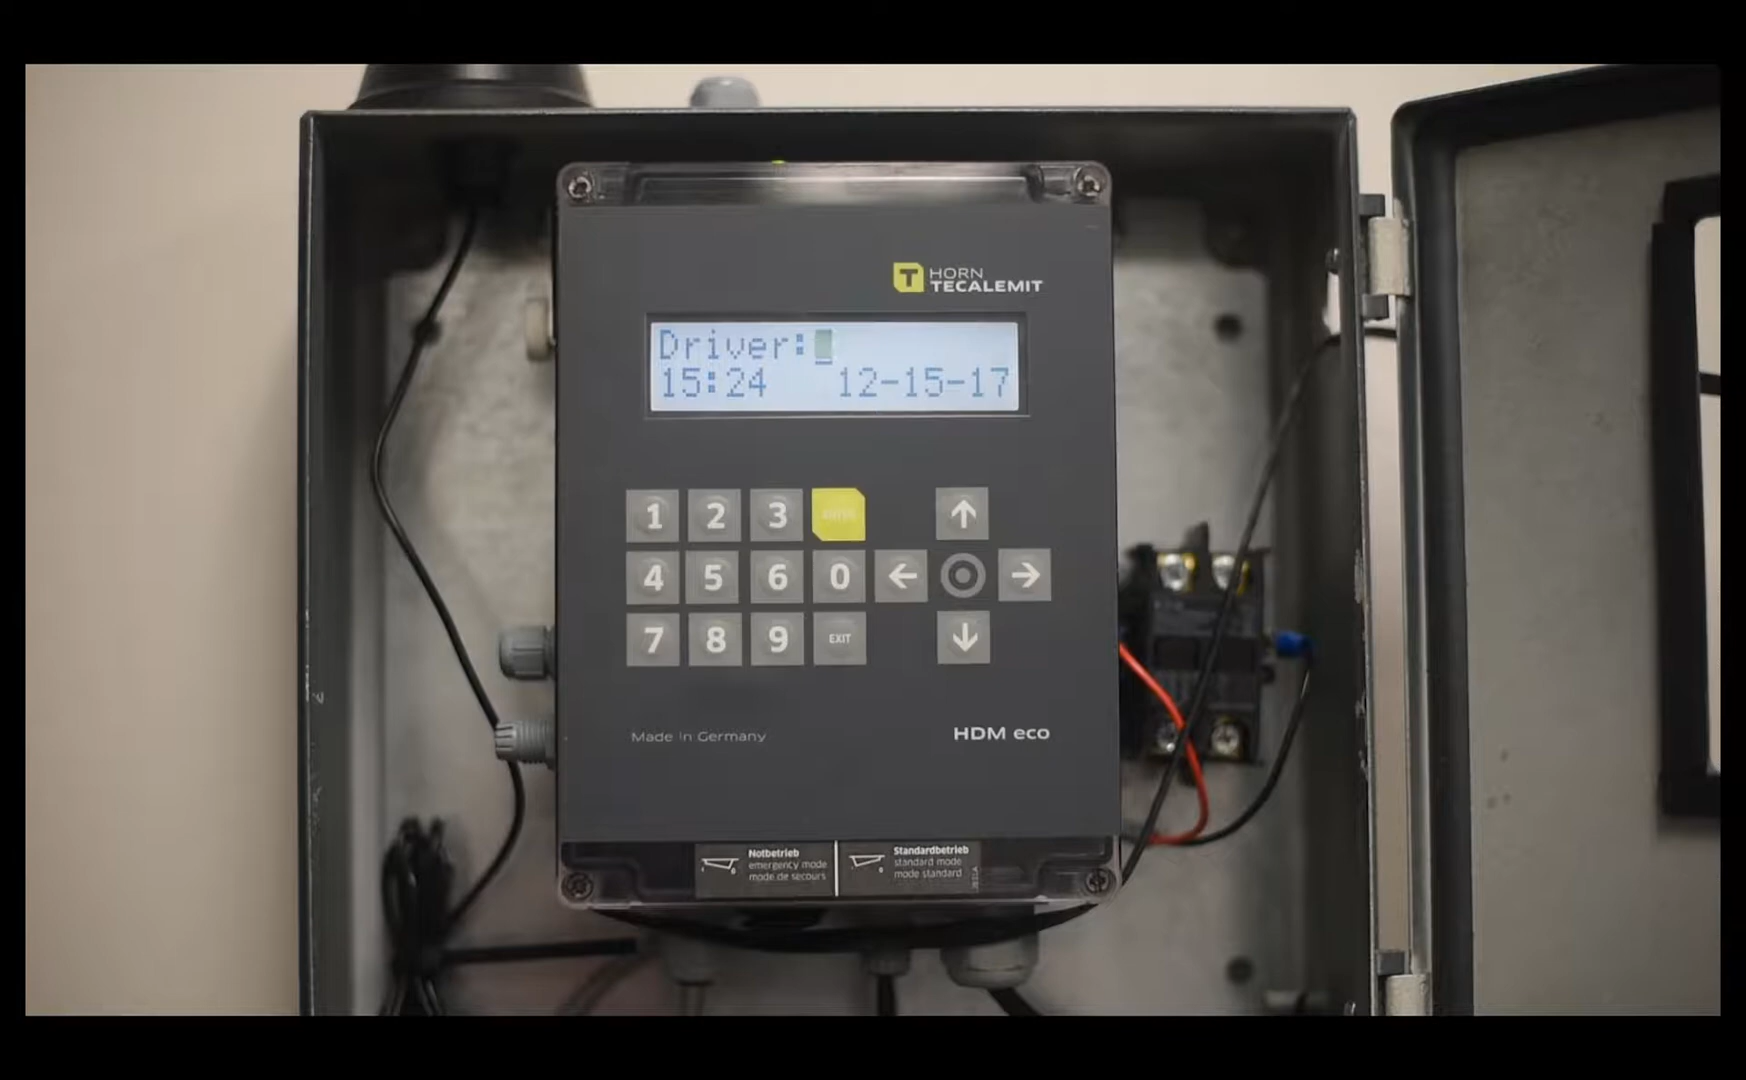 HORN
TECALEMIT
Driver:
15:24 12-15-17
1 2 3
4 5 6 0
7 8 9 EXIT
Made in Germany
HDM eco
Notbetrieb
emergency mode
mode de secours
Standardbetrieb
standard mode
mode standard